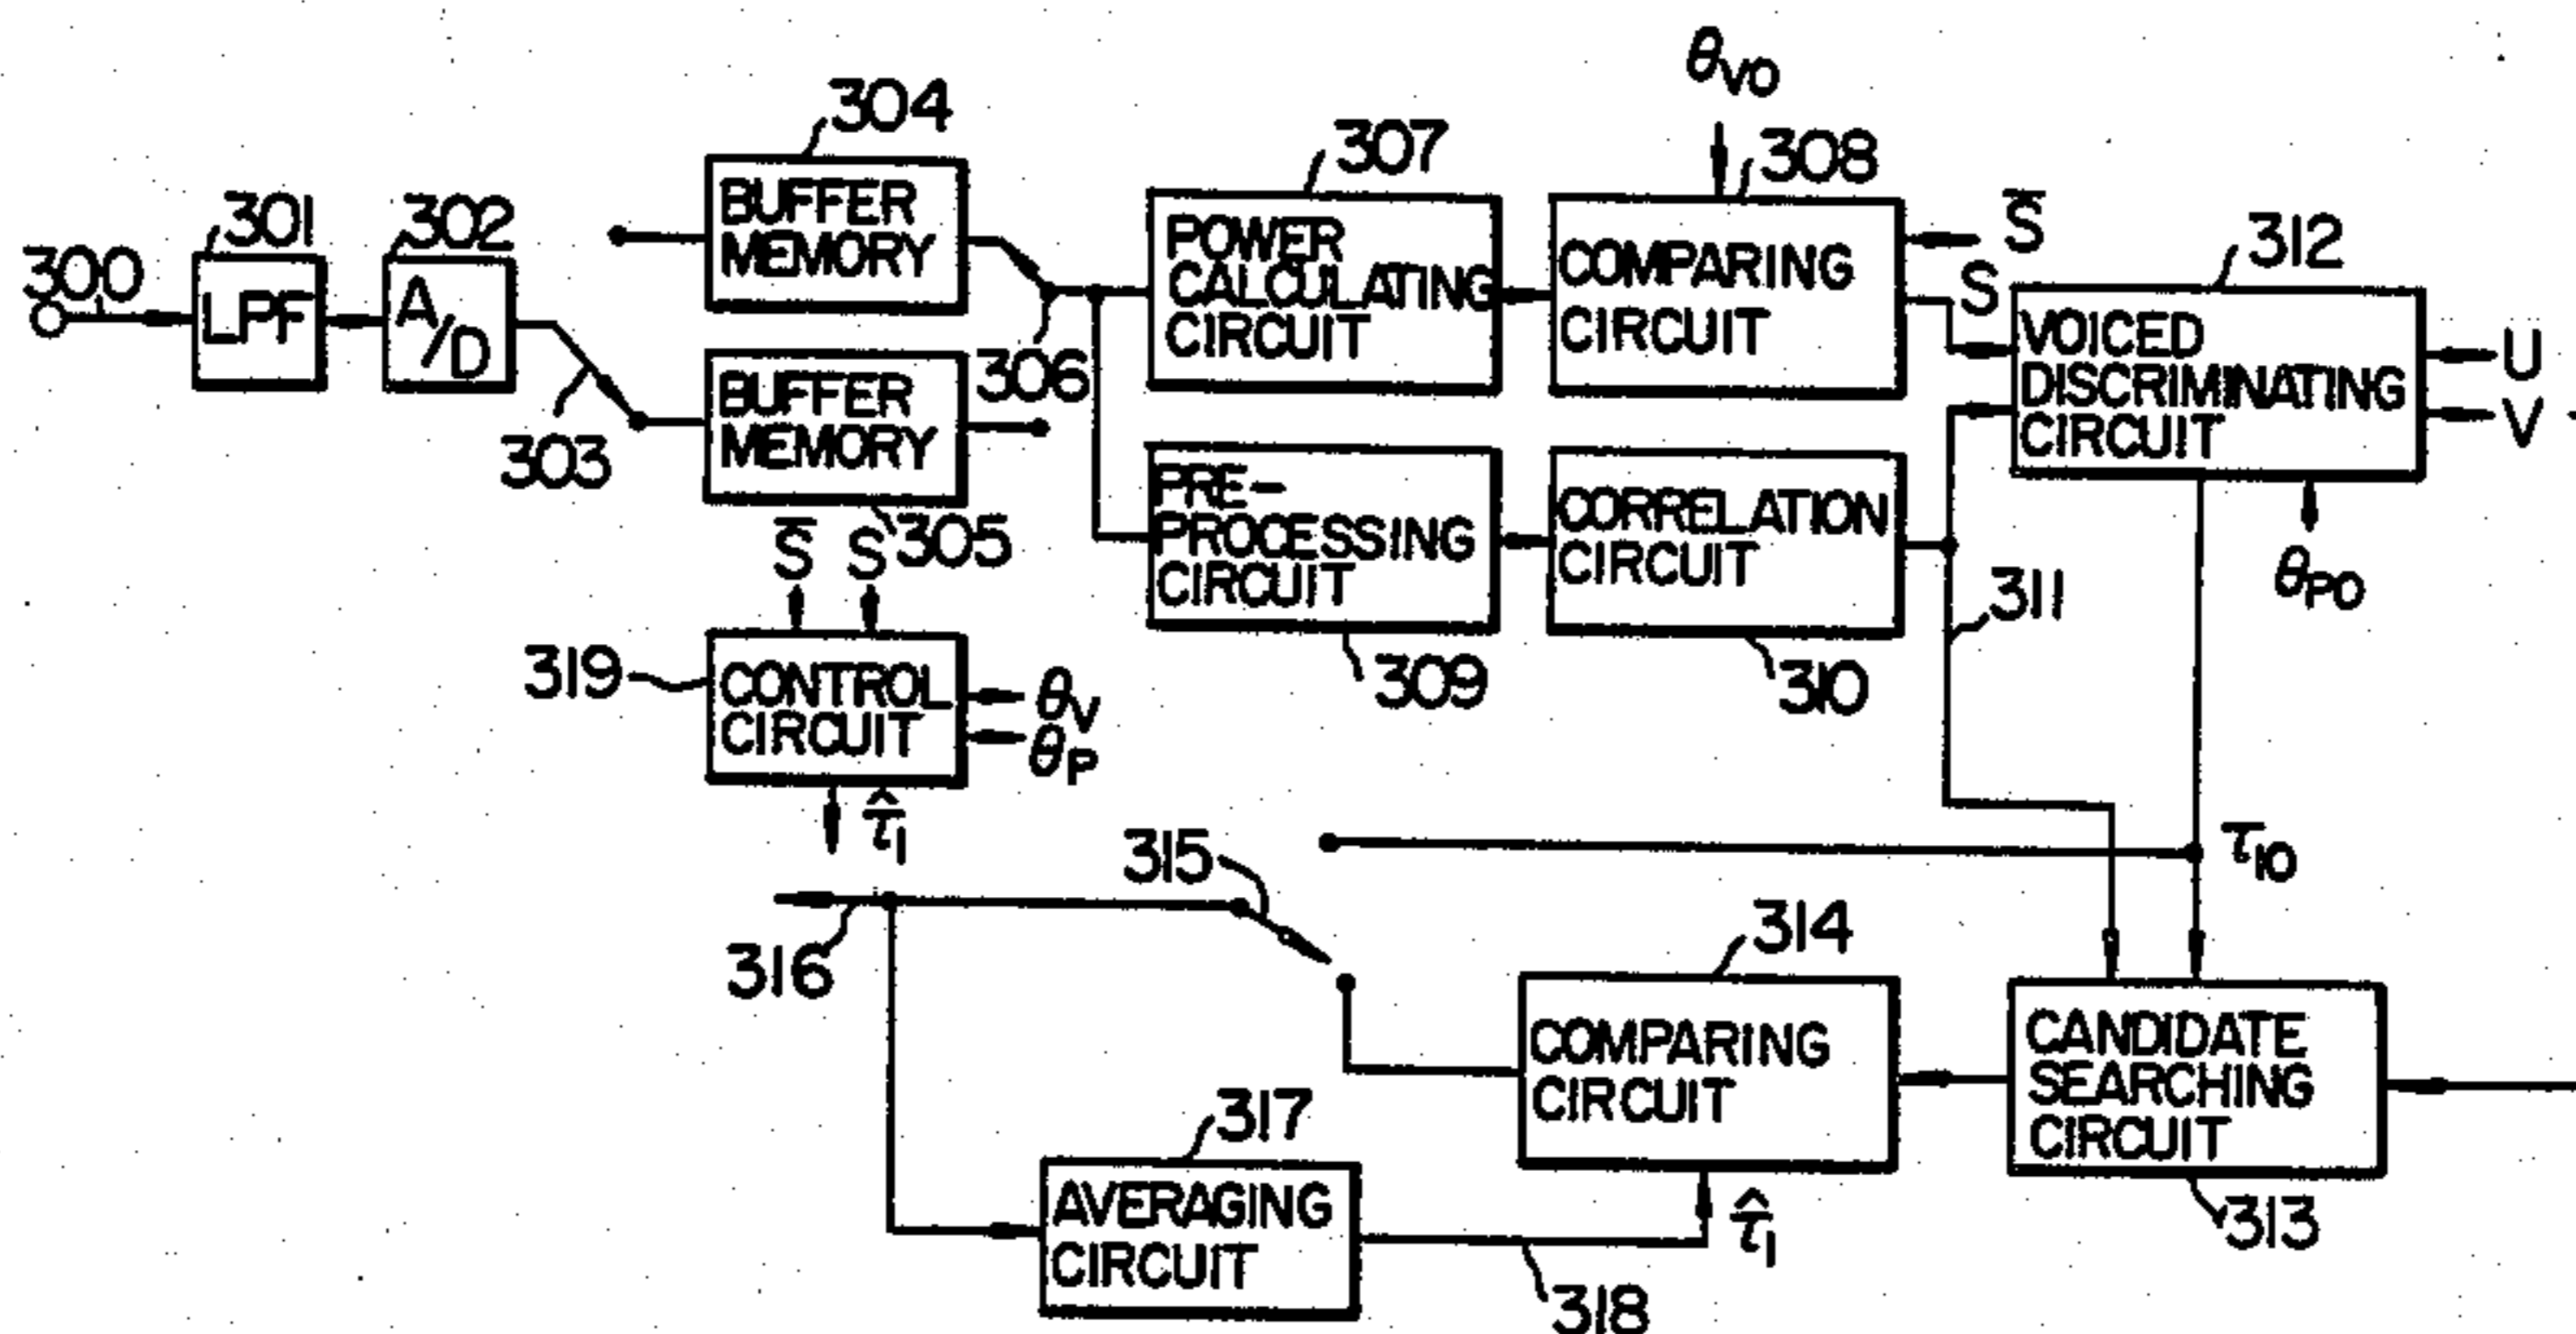 θVO
304
307
308
301
302
BUFFER
MEMORY
S̅
312
300
LPF
A/D
POWER
CALCULATING
CIRCUIT
COMPARING
CIRCUIT
S
VOICED
DISCRIMINATING
CIRCUIT
U
V
303
BUFFER
MEMORY
306
PRE-
PROCESSING
CIRCUIT
CORRELATION
CIRCUIT
S̅
S
305
θPO
311
319
CONTROL
CIRCUIT
θV
θP
309
310
τ̂1
315
τ10
316
314
COMPARING
CIRCUIT
CANDIDATE
SEARCHING
CIRCUIT
317
AVERAGING
CIRCUIT
τ̂1
313
318